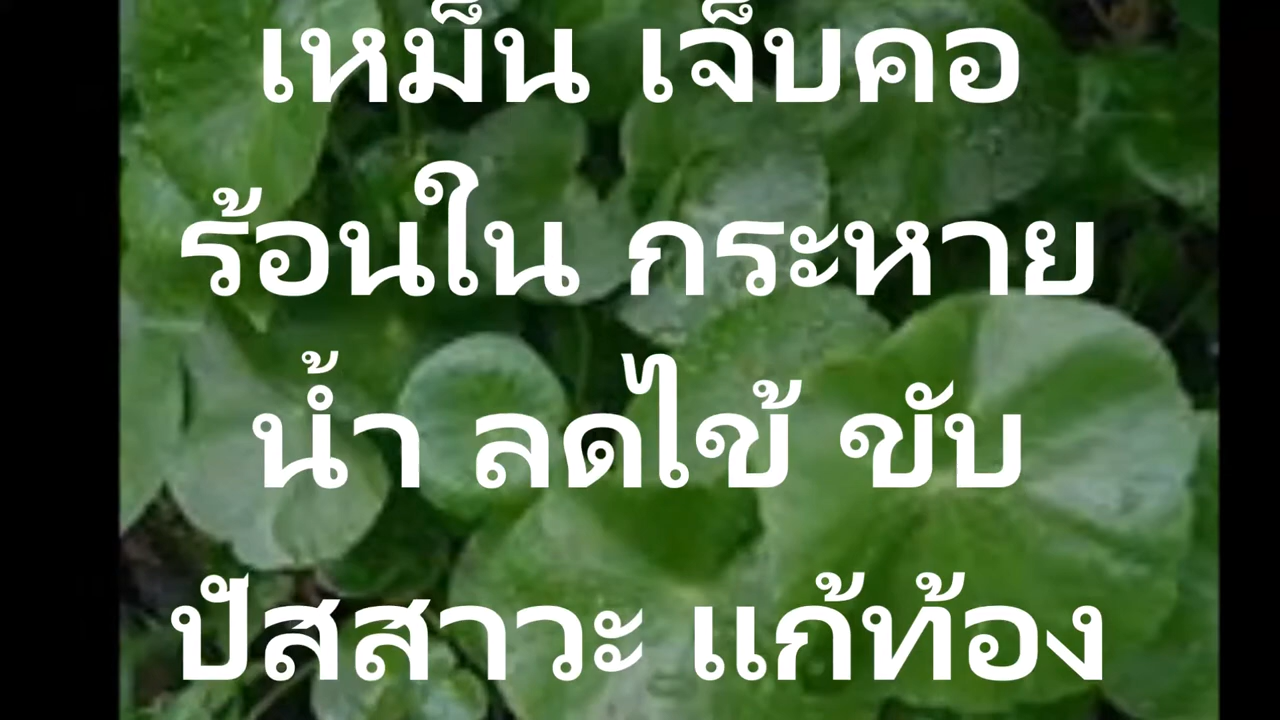 เหม็น เจ็บคอ
ร้อนใน กระหาย
น้ำ ลดไข้ ขับ
ปัสสาวะ แก้ท้อง